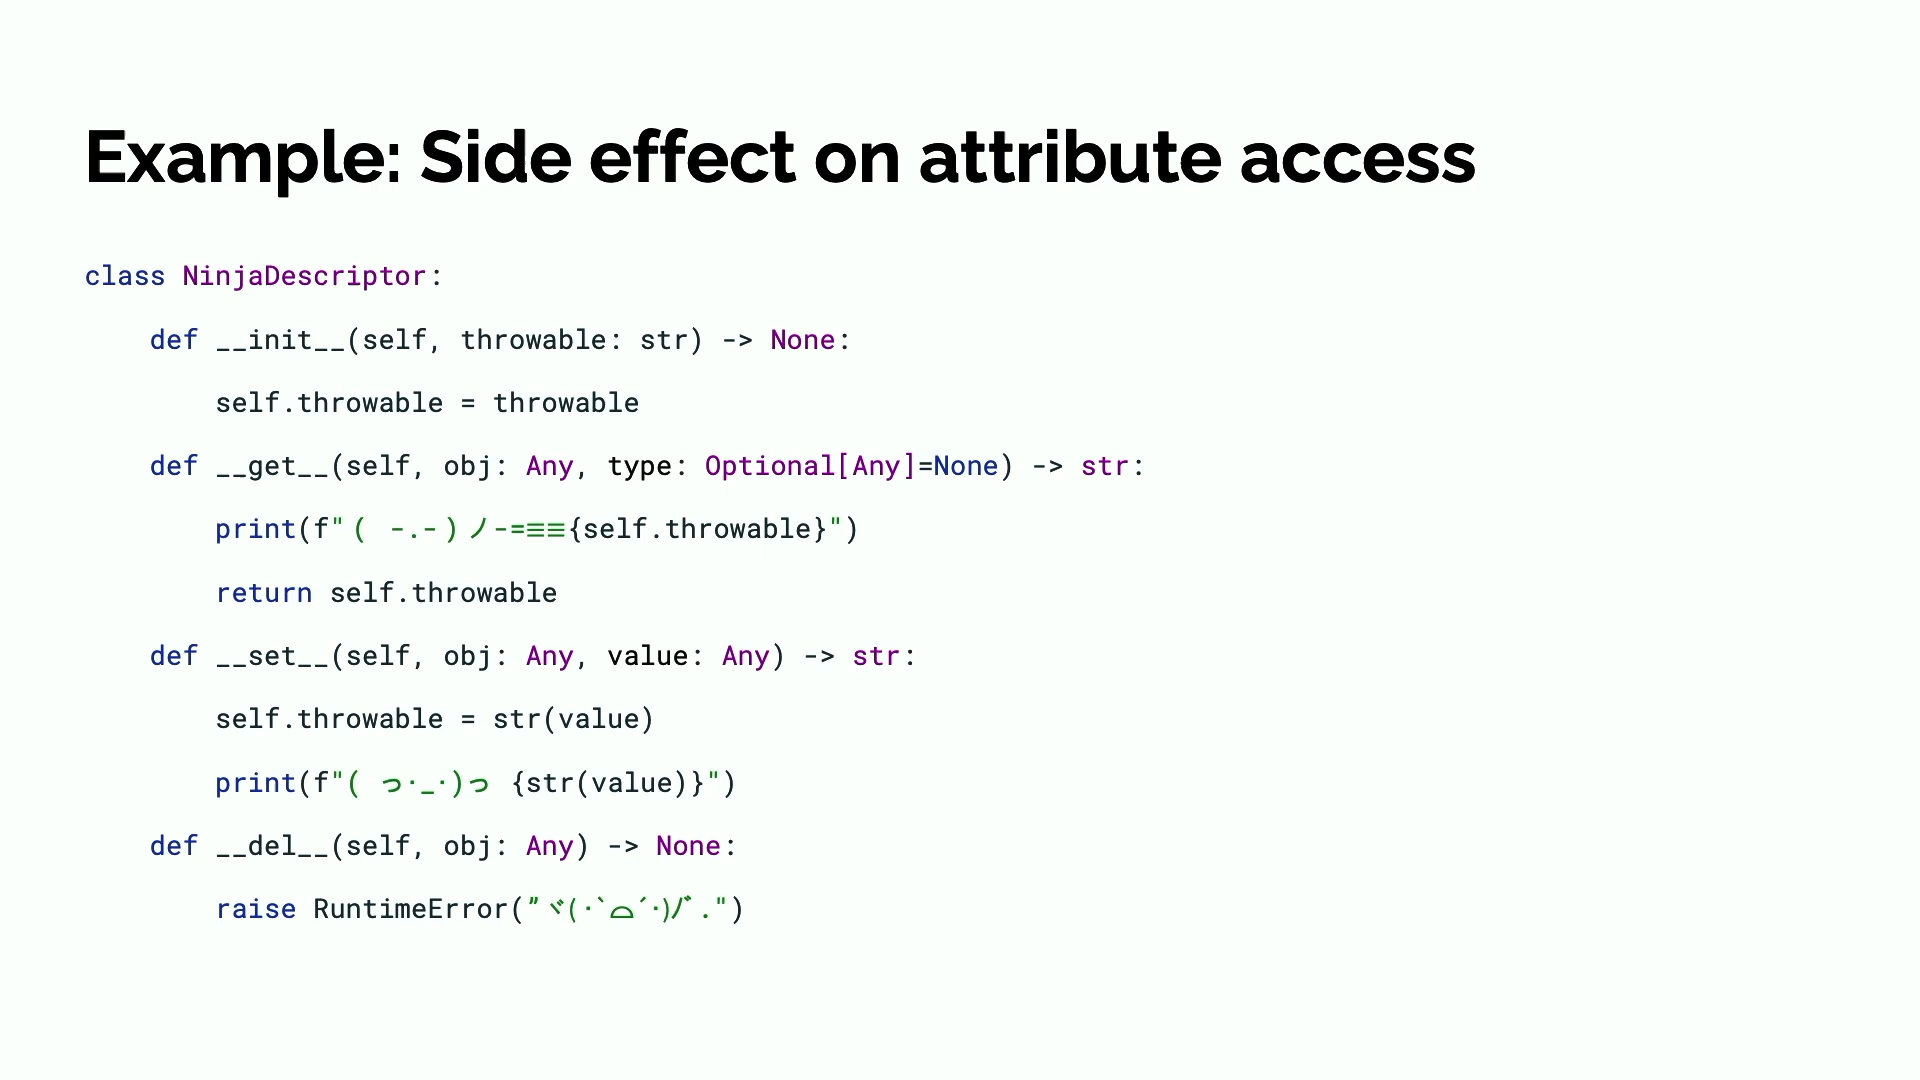 Example: Side effect on attribute access
class NinjaDescriptor:
def __init__(self, throwable: str) -> None:
self.throwable = throwable
def __get__(self, obj: Any, type: Optional[Any]=None) -> str:
print(f"( -.-)ノ-=≡≡{self.throwable}")
return self.throwable
def __set__(self, obj: Any, value: Any) -> str:
self.throwable = str(value)
print(f"( っ･_･)っ {str(value)}")
def __del__(self, obj: Any) -> None:
raise RuntimeError("ヾ(･`⌓´･)ﾉﾞ.")